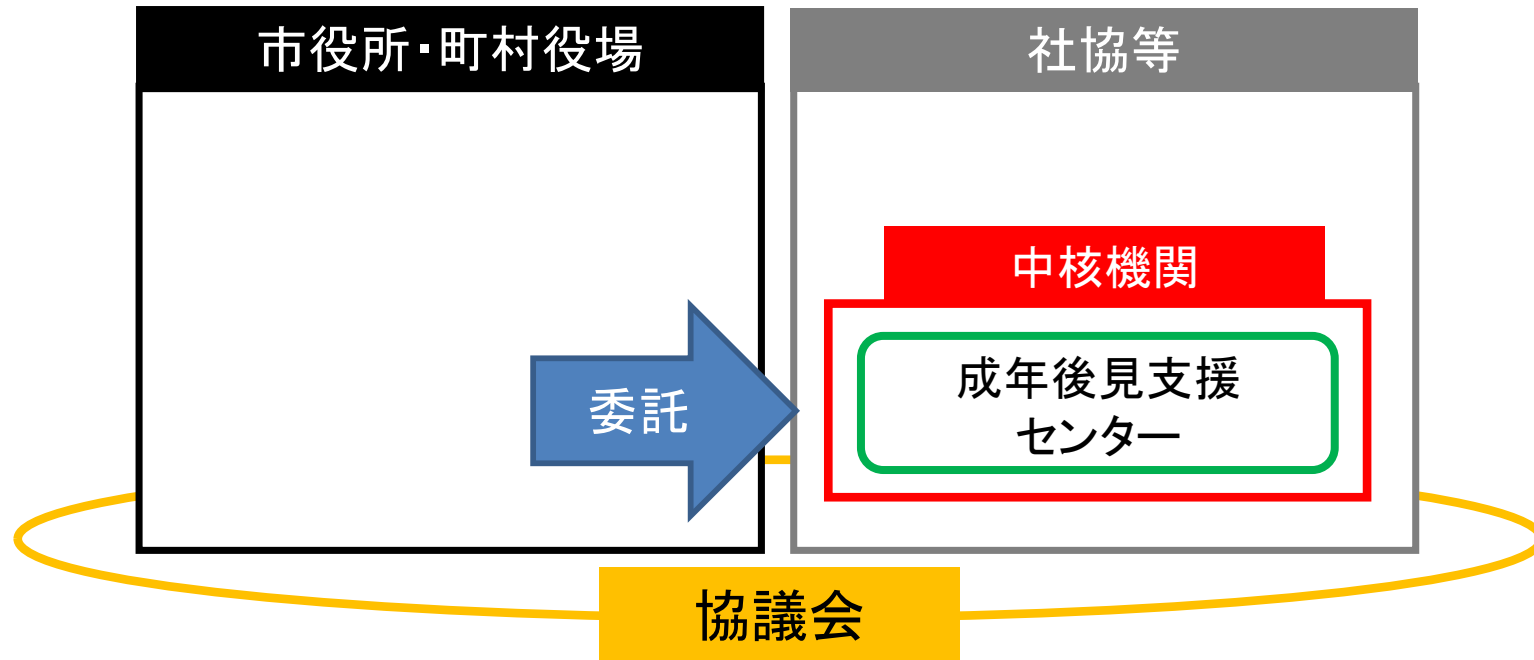 市役所・町村役場
社協等
中核機関
成年後見支援
センター
委託
協議会